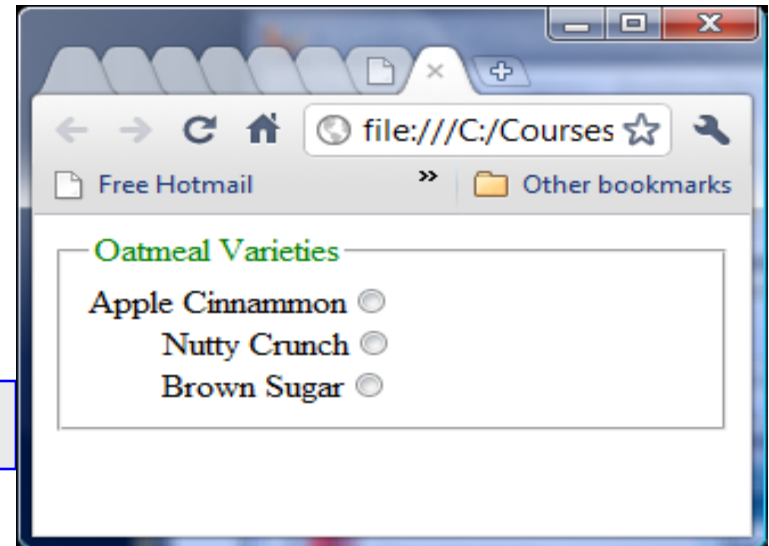 file:///C:/Courses
Free Hotmail » Other bookmarks
Oatmeal Varieties
Apple Cinnammon
Nutty Crunch
Brown Sugar